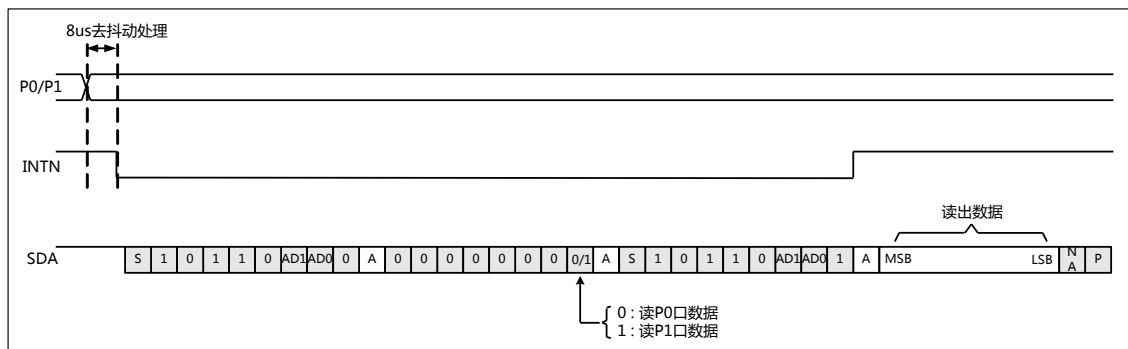 8us去抖动处理
P0/P1
INTN
读出数据
SDA S 1 0 1 1 0 AD1 AD0 0 A 0 0 0 0 0 0 0 0/1 A S 1 0 1 1 0 AD1 AD0 1 A MSB LSB NA P
0 : 读P0口数据
1 : 读P1口数据